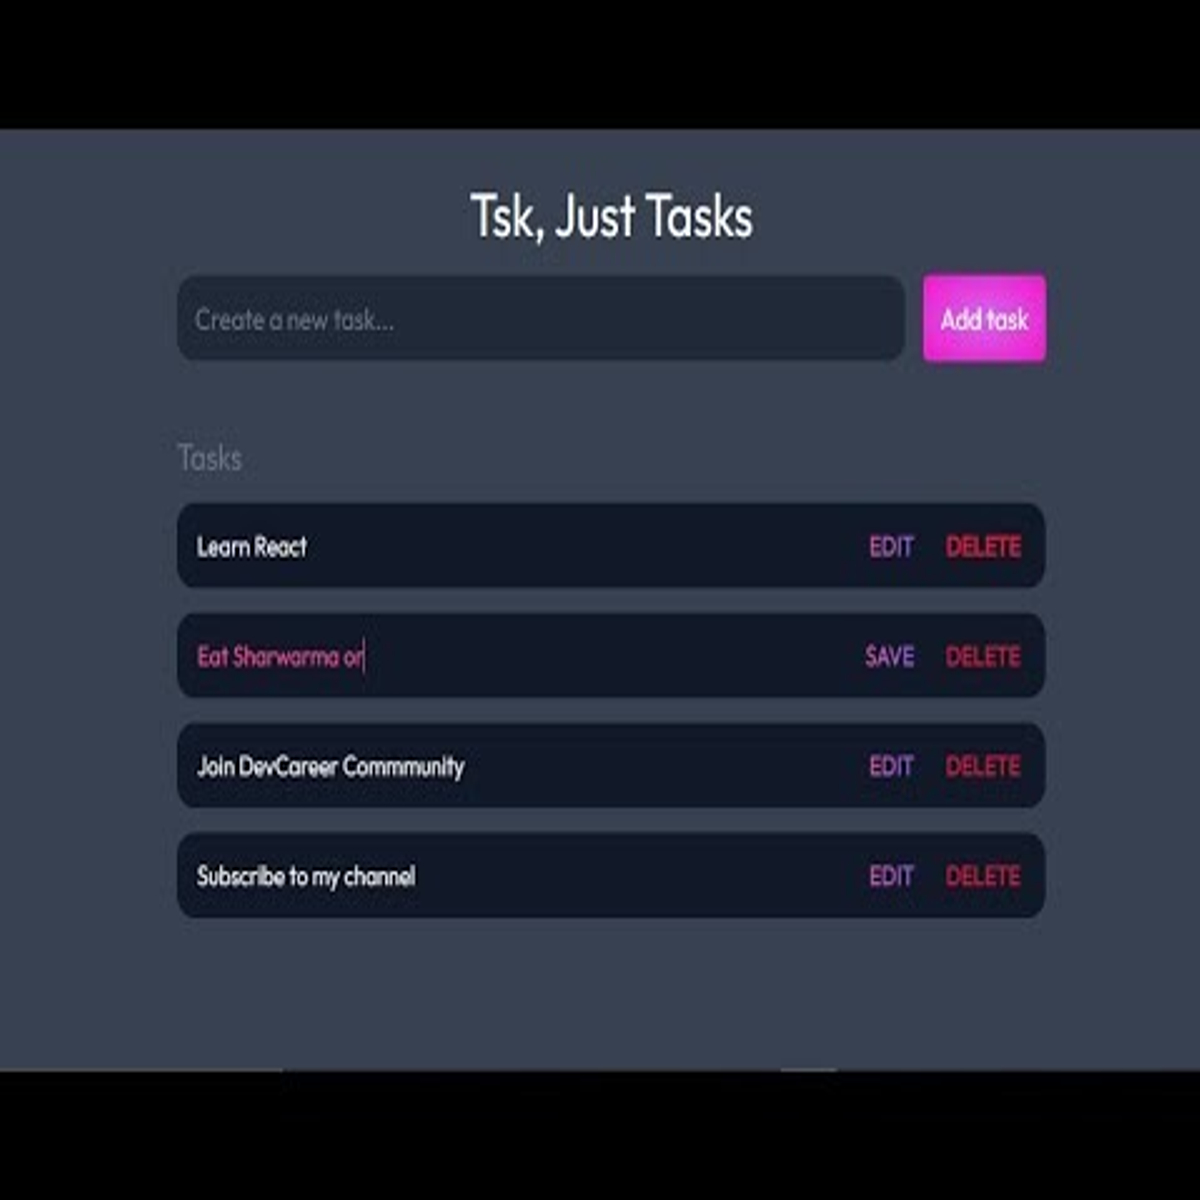 Tsk, Just Tasks
Create a new task...
Add task
Tasks
Learn React
EDIT
DELETE
Eat Sharwarma or
SAVE
DELETE
Join DevCareer Commmunity
EDIT
DELETE
Subscribe to my channel
EDIT
DELETE